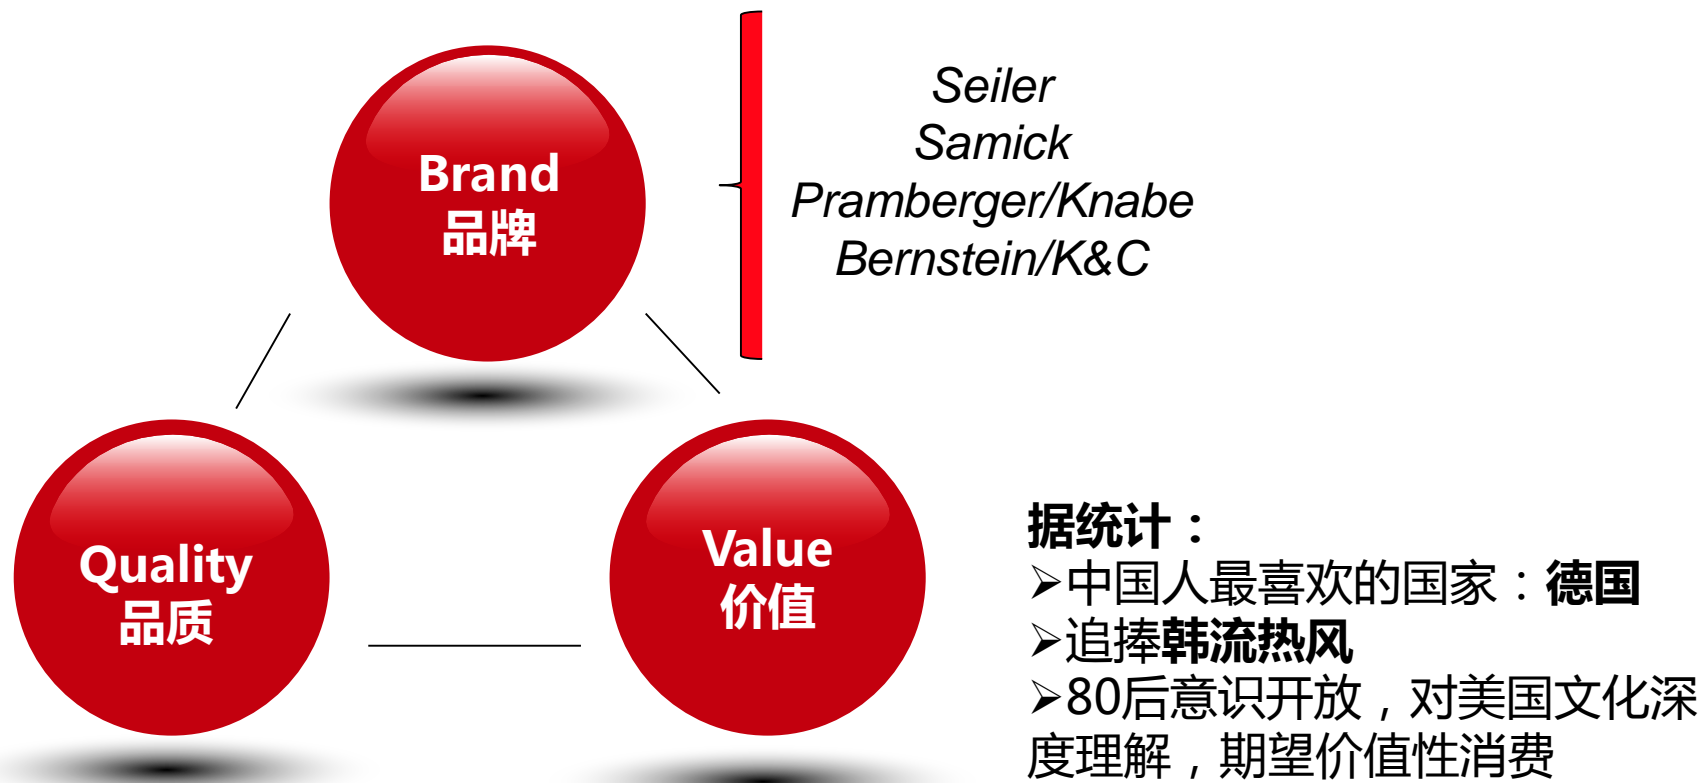 Brand
品牌
Seiler
Samick
Pramberger/Knabe
Bernstein/K&C
Quality
品质
Value
价值
据统计：
➢中国人最喜欢的国家：德国
➢追捧韩流热风
➢80后意识开放，对美国文化深
度理解，期望价值性消费